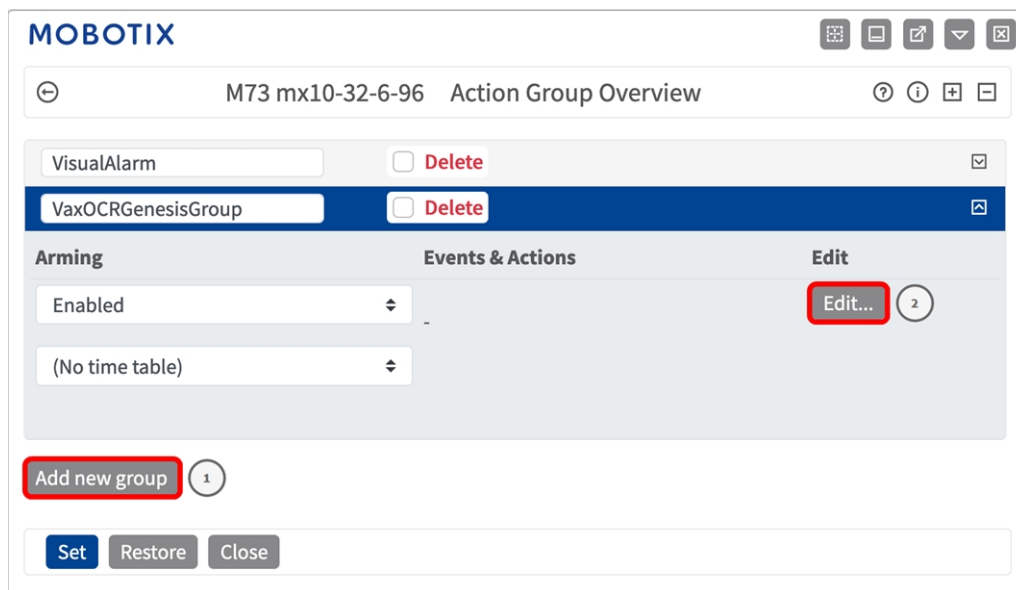 MOBOTIX
M73 mx10-32-6-96 Action Group Overview
VisualAlarm Delete
VaxOCRGenesisGroup Delete
Arming Events & Actions Edit
Enabled - Edit... 2
(No time table)
Add new group 1
Set Restore Close